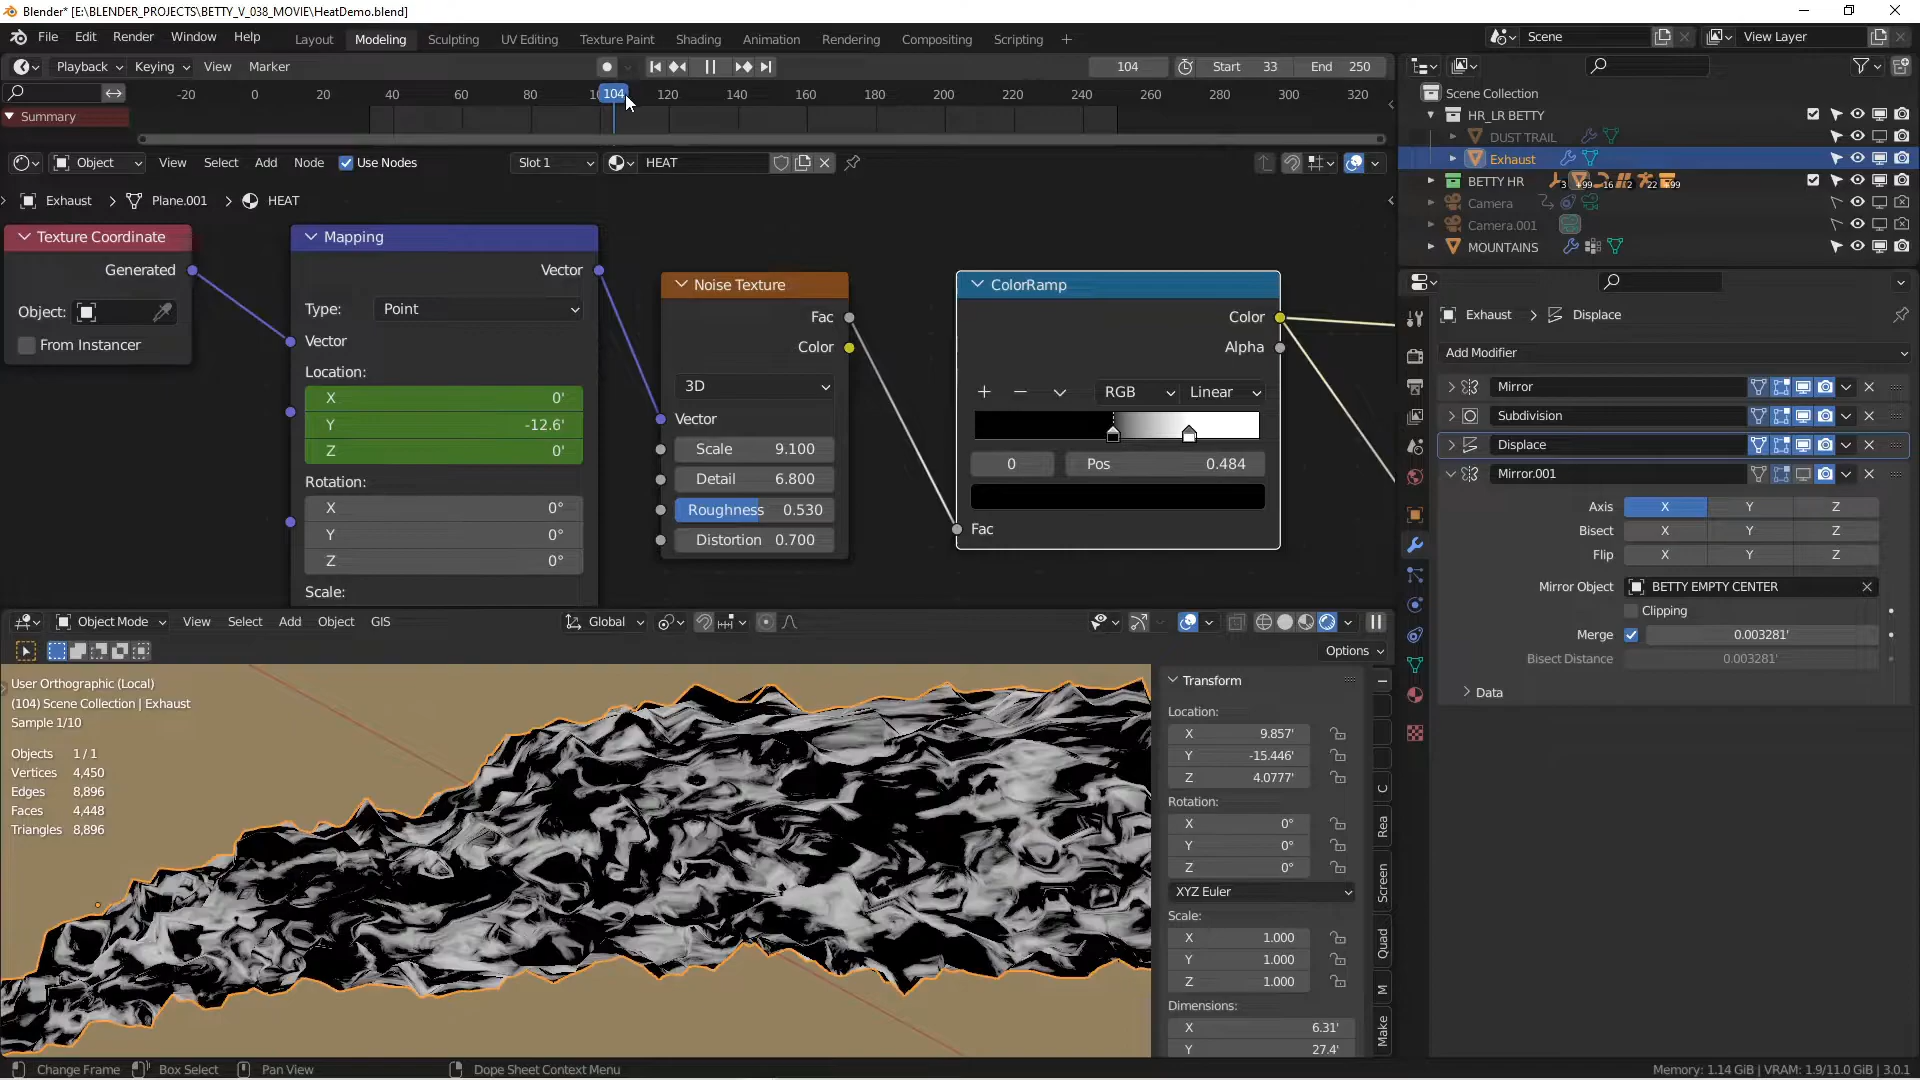 Blender* [E:\BLENDER_PROJECTS\BETTY_V_038_MOVIE\HeatDemo.blend]
File Edit Render Window Help Layout Modeling Sculpting UV Editing Texture Paint Shading Animation Rendering Compositing Scripting + Scene View Layer
Playback Keying View Marker 104 Start 33 End 250
-20 0 20 40 60 80 104 120 140 160 180 200 220 240 260 280 300 320
Summary
Scene Collection
HR_LR BETTY
DUST TRAIL
Exhaust
BETTY HR 3 +99 16 2 22 +99
Camera
Camera.001
MOUNTAINS
Object View Select Add Node Use Nodes Slot 1 HEAT
Exhaust > Plane.001 > HEAT
Texture Coordinate
Generated
Object:
From Instancer
Mapping
Vector
Type: Point
Vector
Location:
X 0'
Y -12.6'
Z 0'
Rotation:
X 0°
Y 0°
Z 0°
Scale:
Noise Texture
Fac
Color
3D
Vector
Scale 9.100
Detail 6.800
Roughness 0.530
Distortion 0.700
ColorRamp
Color
Alpha
RGB Linear
0 Pos 0.484
Fac
Exhaust > Displace
Add Modifier
Mirror
Subdivision
Displace
Mirror.001
Axis X Y Z
Bisect X Y Z
Flip X Y Z
Mirror Object BETTY EMPTY CENTER
Clipping
Merge 0.003281'
Bisect Distance 0.003281'
Data
Object Mode View Select Add Object GIS Global
Options
User Orthographic (Local)
(104) Scene Collection | Exhaust
Sample 1/10
Objects 1/1
Vertices 4,450
Edges 8,896
Faces 4,448
Triangles 8,896
Transform
Location:
X 9.857'
Y -15.446'
Z 4.0777'
Rotation:
X 0°
Y 0°
Z 0°
XYZ Euler
Scale:
X 1.000
Y 1.000
Z 1.000
Dimensions:
X 6.31'
Y 27.4'
C
Rea
Screen
Quad
M
Make
Change Frame Box Select Pan View Dope Sheet Context Menu Memory: 1.14 GiB | VRAM: 1.9/11.0 GiB | 3.0.1